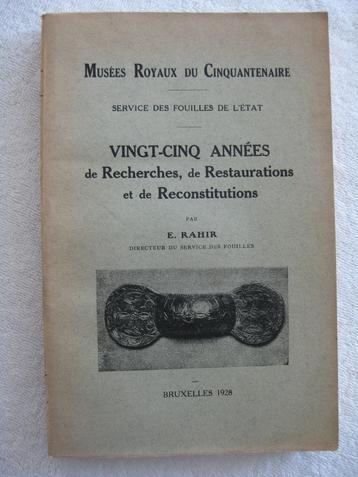 MUSÉES ROYAUX DU CINQUANTENAIRE
SERVICE DES FOUILLES DE L'ÉTAT
VINGT-CINQ ANNÉES
de Recherches, de Restaurations
et de Reconstitutions
PAR
E. RAHIR
DIRECTEUR DU SERVICE DES FOUILLES
BRUXELLES 1928